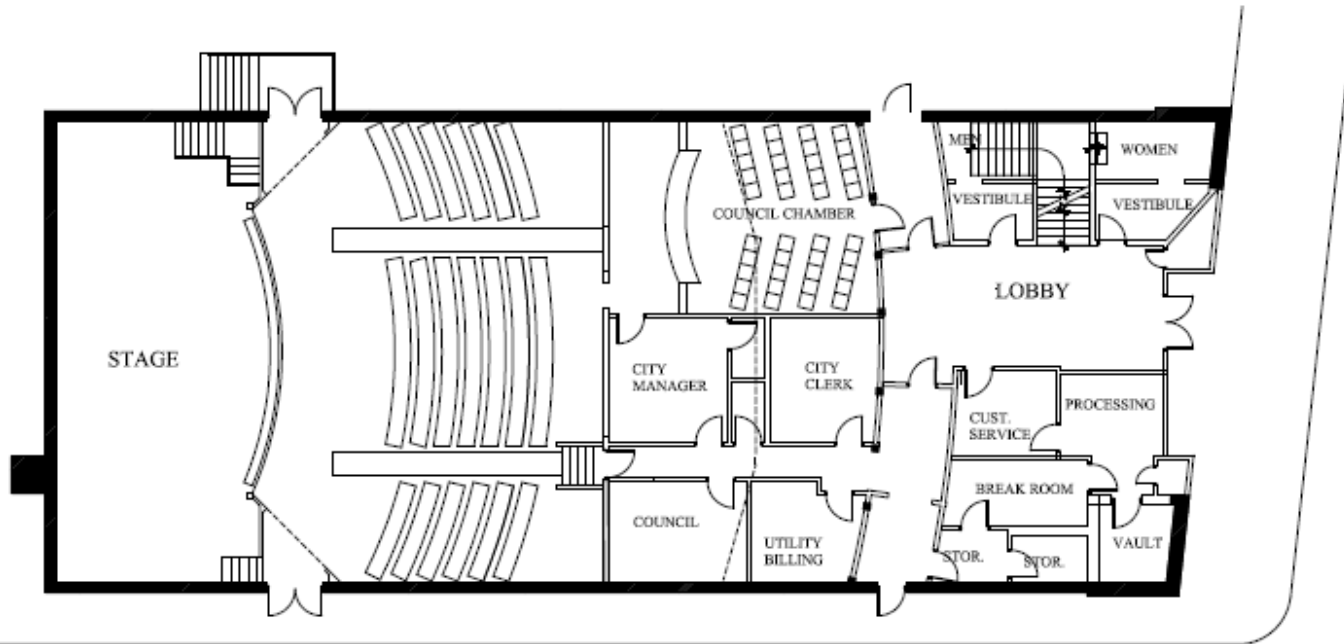 MEN
WOMEN
VESTIBULE
VESTIBULE
COUNCIL CHAMBER
LOBBY
STAGE
CITY
MANAGER
CITY
CLERK
CUST.
SERVICE
PROCESSING
BREAK ROOM
COUNCIL
UTILITY
BILLING
STOR.
STOR.
VAULT